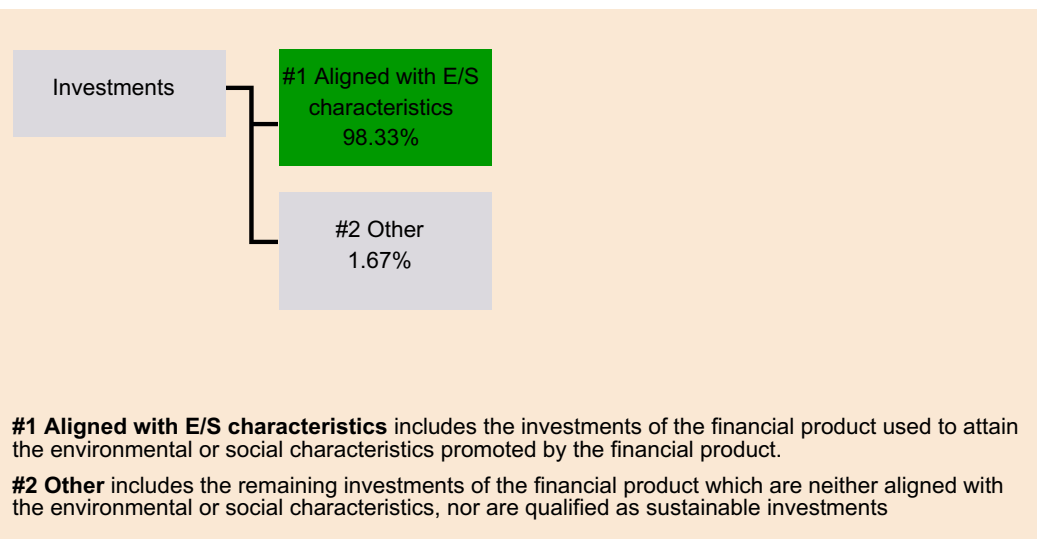 Investments
#1 Aligned with E/S
characteristics
98.33%
#2 Other
1.67%
#1 Aligned with E/S characteristics includes the investments of the financial product used to attain
the environmental or social characteristics promoted by the financial product.
#2 Other includes the remaining investments of the financial product which are neither aligned with
the environmental or social characteristics, nor are qualified as sustainable investments